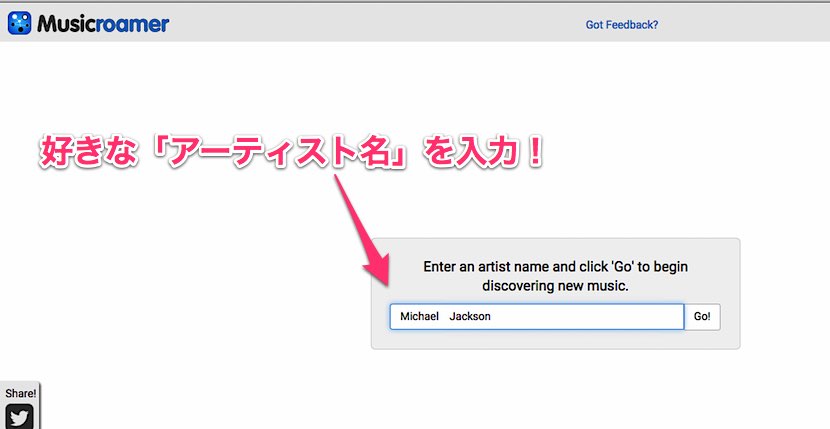 Musicroamer
Got Feedback?
好きな「アーティスト名」を入力！
Enter an artist name and click 'Go' to begin
discovering new music.
Michael　Jackson
Go!
Share!